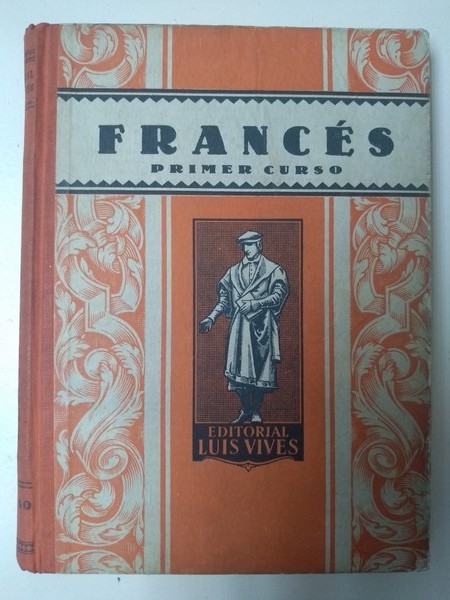 FRANCÉS
PRIMER CURSO
EDITORIAL
LUIS VIVES